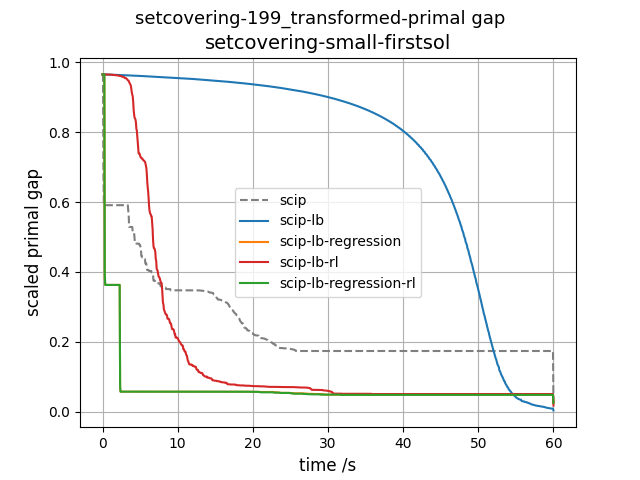 setcovering-199_transformed-primal gap
setcovering-small-firstsol
1.0
0.8
0.6
0.4
0.2
0.0
scaled primal gap
scip
scip-lb
scip-lb-regression
scip-lb-rl
scip-lb-regression-rl
0 10 20 30 40 50 60
time /s